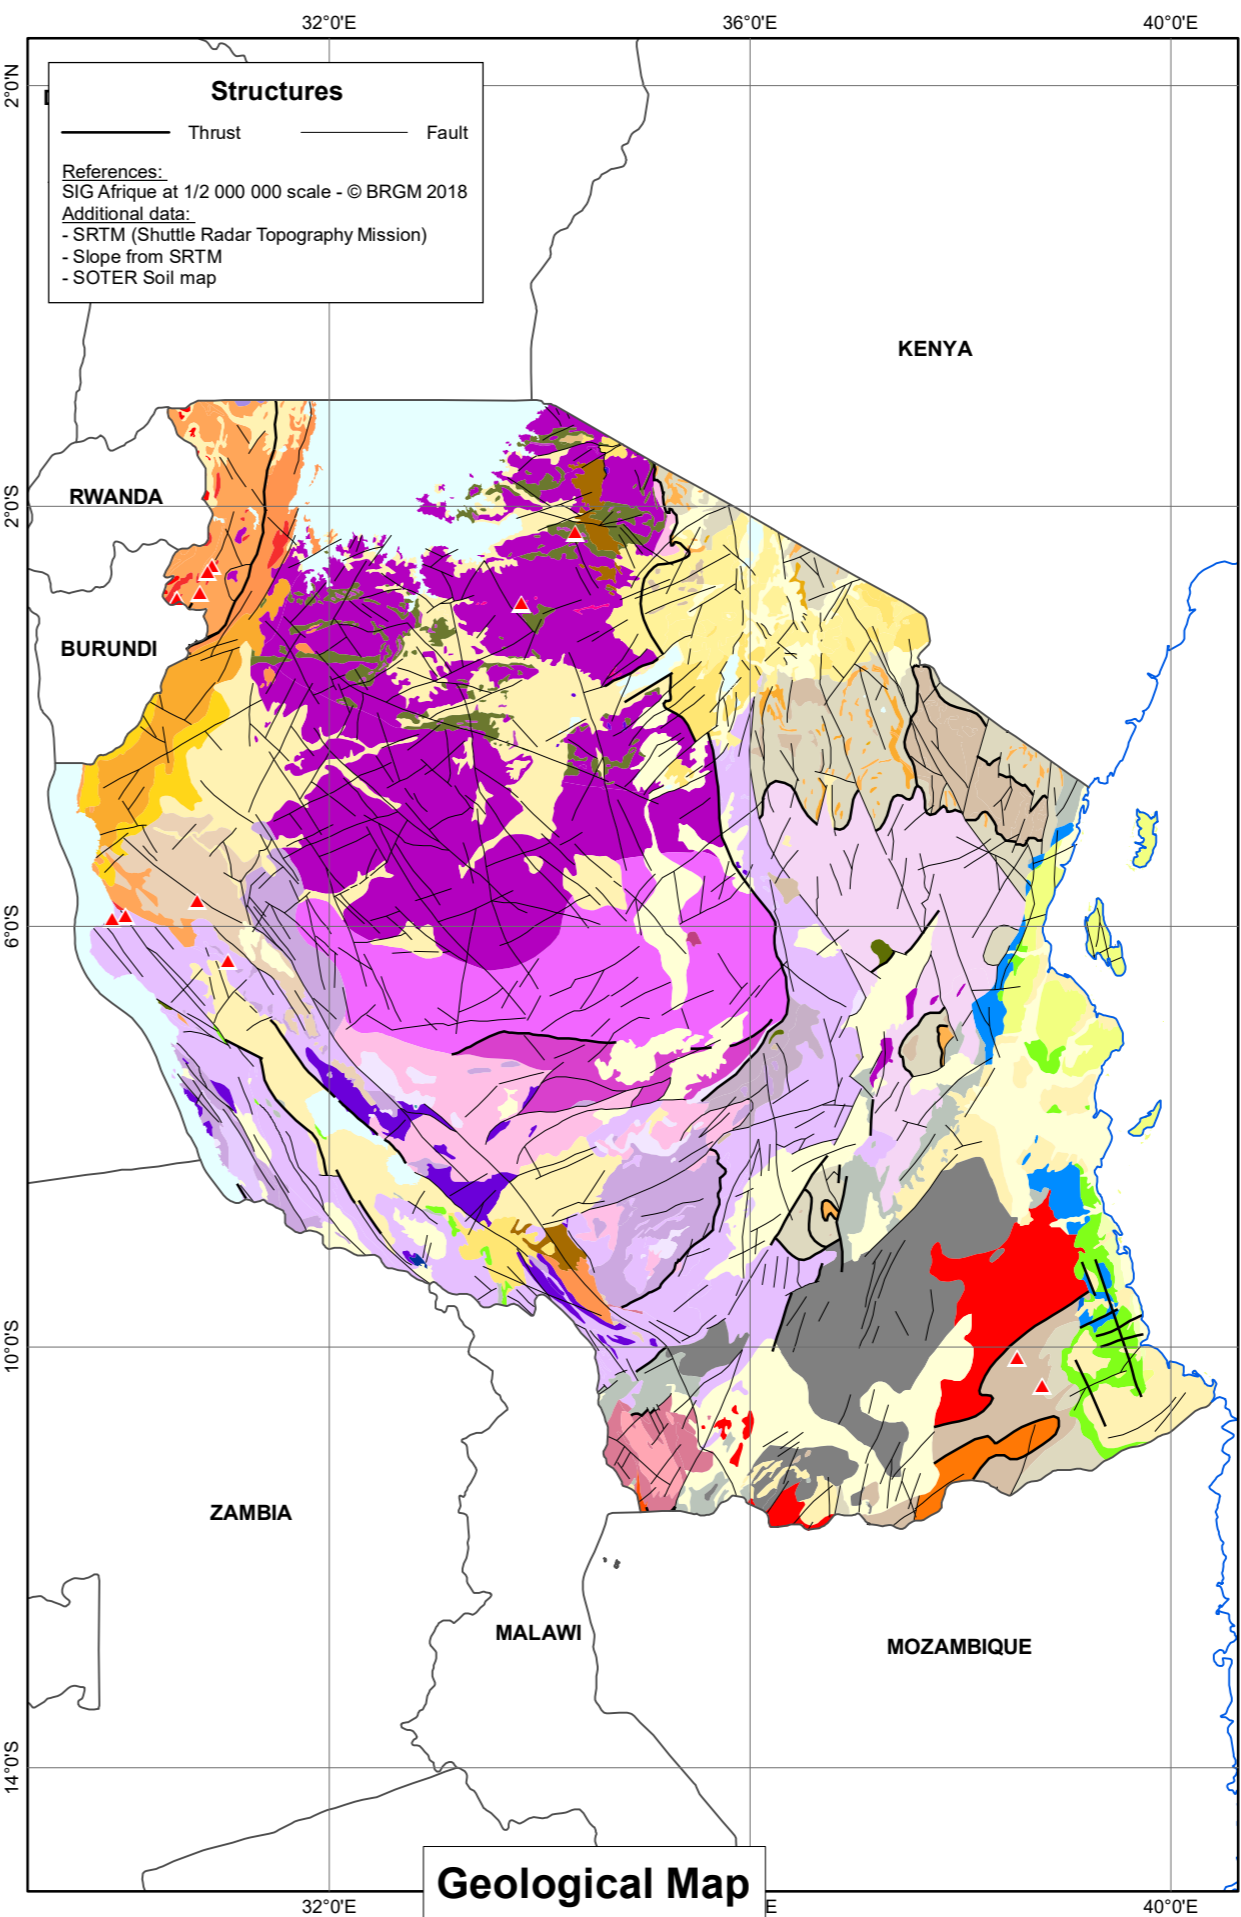 32°0'E 36°0'E 40°0'E
2°0'N
Structures
Thrust Fault
References:
SIG Afrique at 1/2 000 000 scale - © BRGM 2018
Additional data:
- SRTM (Shuttle Radar Topography Mission)
- Slope from SRTM
- SOTER Soil map
KENYA
RWANDA
2°0'S
BURUNDI
6°0'S
10°0'S
ZAMBIA
MALAWI
MOZAMBIQUE
14°0'S
Geological Map
32°0'E E 40°0'E